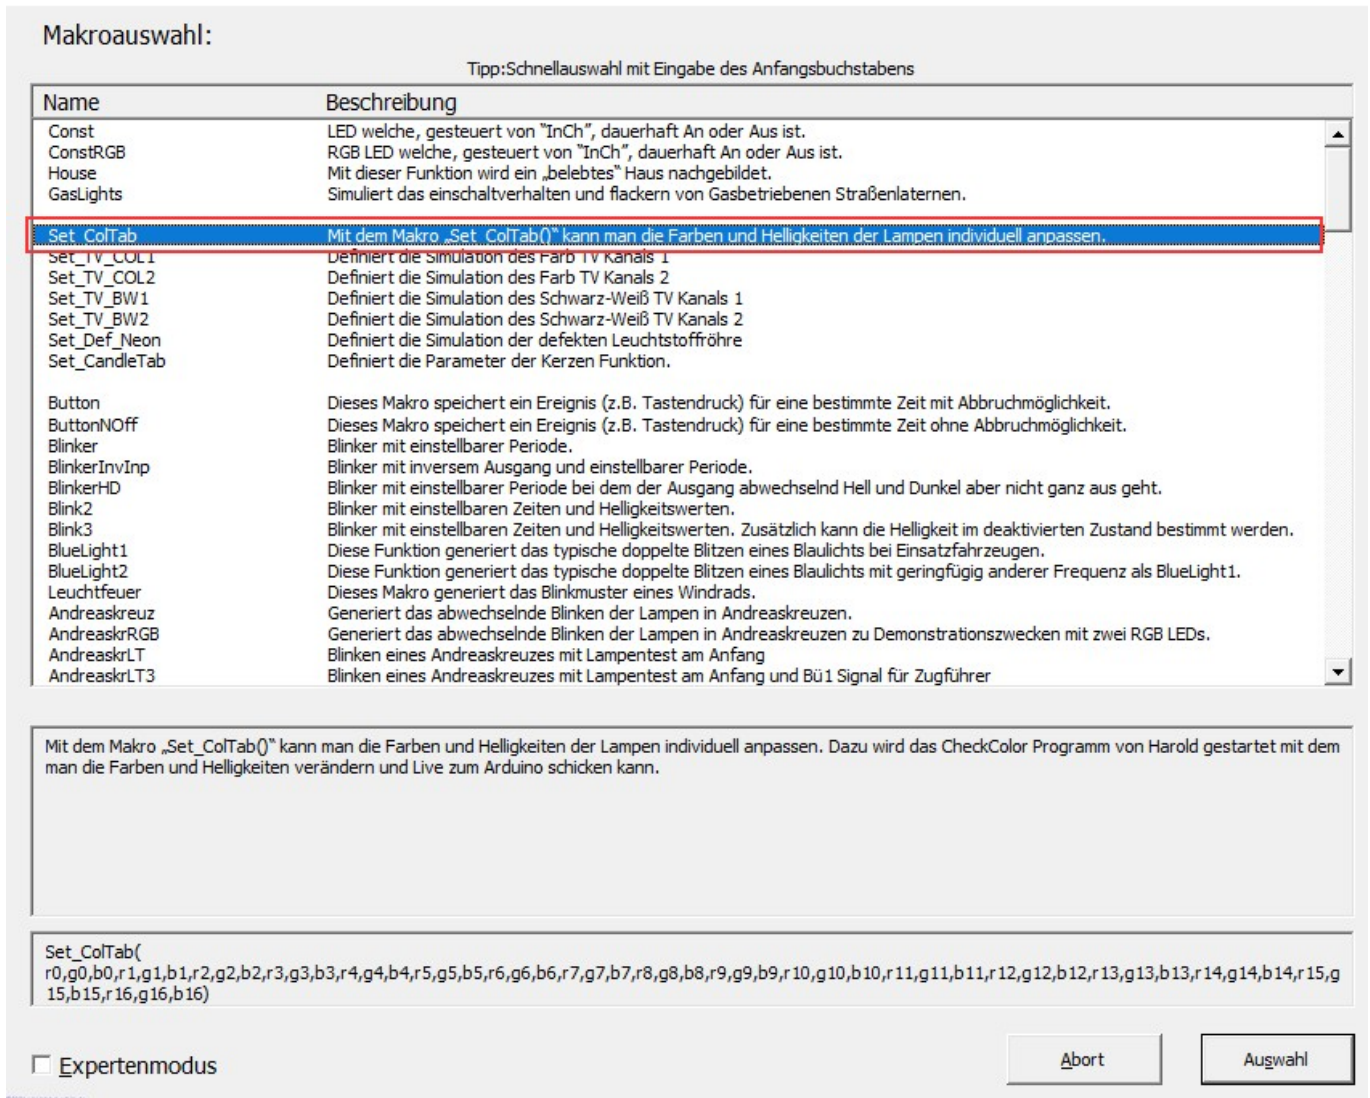 Makroauswahl:
Tipp:Schnellauswahl mit Eingabe des Anfangsbuchstabens
Name Beschreibung
Const LED welche, gesteuert von "InCh", dauerhaft An oder Aus ist.
ConstRGB RGB LED welche, gesteuert von "InCh", dauerhaft An oder Aus ist.
House Mit dieser Funktion wird ein „belebtes“ Haus nachgebildet.
GasLights Simuliert das einschaltverhalten und flackern von Gasbetriebenen Straßenlaternen.
Set_ColTab Mit dem Makro „Set_ColTab()“ kann man die Farben und Helligkeiten der Lampen individuell anpassen.
Set_TV_COL1 Definiert die Simulation des Farb TV Kanals 1
Set_TV_COL2 Definiert die Simulation des Farb TV Kanals 2
Set_TV_BW1 Definiert die Simulation des Schwarz-Weiß TV Kanals 1
Set_TV_BW2 Definiert die Simulation des Schwarz-Weiß TV Kanals 2
Set_Def_Neon Definiert die Simulation der defekten Leuchtstoffröhre
Set_CandleTab Definiert die Parameter der Kerzen Funktion.
Button Dieses Makro speichert ein Ereignis (z.B. Tastendruck) für eine bestimmte Zeit mit Abbruchmöglichkeit.
ButtonNOff Dieses Makro speichert ein Ereignis (z.B. Tastendruck) für eine bestimmte Zeit ohne Abbruchmöglichkeit.
Blinker Blinker mit einstellbarer Periode.
BlinkerInvInp Blinker mit inversem Ausgang und einstellbarer Periode.
BlinkerHD Blinker mit einstellbarer Periode bei dem der Ausgang abwechselnd Hell und Dunkel aber nicht ganz aus geht.
Blink2 Blinker mit einstellbaren Zeiten und Helligkeitswerten.
Blink3 Blinker mit einstellbaren Zeiten und Helligkeitswerten. Zusätzlich kann die Helligkeit im deaktivierten Zustand bestimmt werden.
BlueLight1 Diese Funktion generiert das typische doppelte Blitzen eines Blaulichts bei Einsatzfahrzeugen.
BlueLight2 Diese Funktion generiert das typische doppelte Blitzen eines Blaulichts mit geringfügig anderer Frequenz als BlueLight1.
Leuchtfeuer Dieses Makro generiert das Blinkmuster eines Windrads.
Andreaskreuz Generiert das abwechselnde Blinken der Lampen in Andreaskreuzen.
AndreaskrRGB Generiert das abwechselnde Blinken der Lampen in Andreaskreuzen zu Demonstrationszwecken mit zwei RGB LEDs.
AndreaskrLT Blinken eines Andreaskreuzes mit Lampentest am Anfang
AndreaskrLT3 Blinken eines Andreaskreuzes mit Lampentest am Anfang und Bü1 Signal für Zugführer
Mit dem Makro „Set_ColTab()“ kann man die Farben und Helligkeiten der Lampen individuell anpassen. Dazu wird das CheckColor Programm von Harold gestartet mit dem
man die Farben und Helligkeiten verändern und Live zum Arduino schicken kann.
Set_ColTab(
r0,g0,b0,r1,g1,b1,r2,g2,b2,r3,g3,b3,r4,g4,b4,r5,g5,b5,r6,g6,b6,r7,g7,b7,r8,g8,b8,r9,g9,b9,r10,g10,b10,r11,g11,b11,r12,g12,b12,r13,g13,b13,r14,g14,b14,r15,g
15,b15,r16,g16,b16)
Expertenmodus
Abort
Auswahl